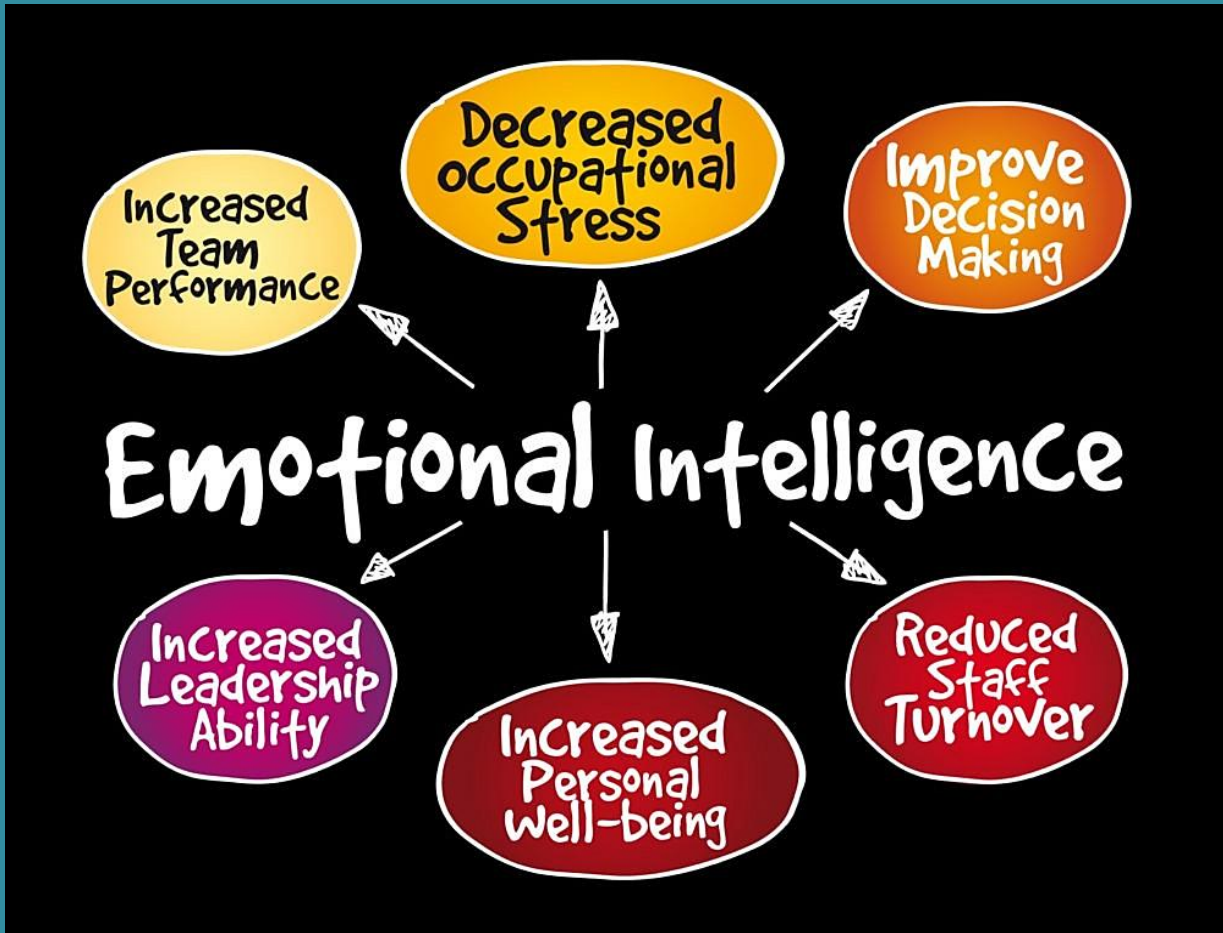 Increased
Team
Performance
Decreased
Occupational
Stress
Improve
Decision
Making
Emotional Intelligence
Increased
Leadership
Ability
Increased
Personal
Well-being
Reduced
Staff
Turnover